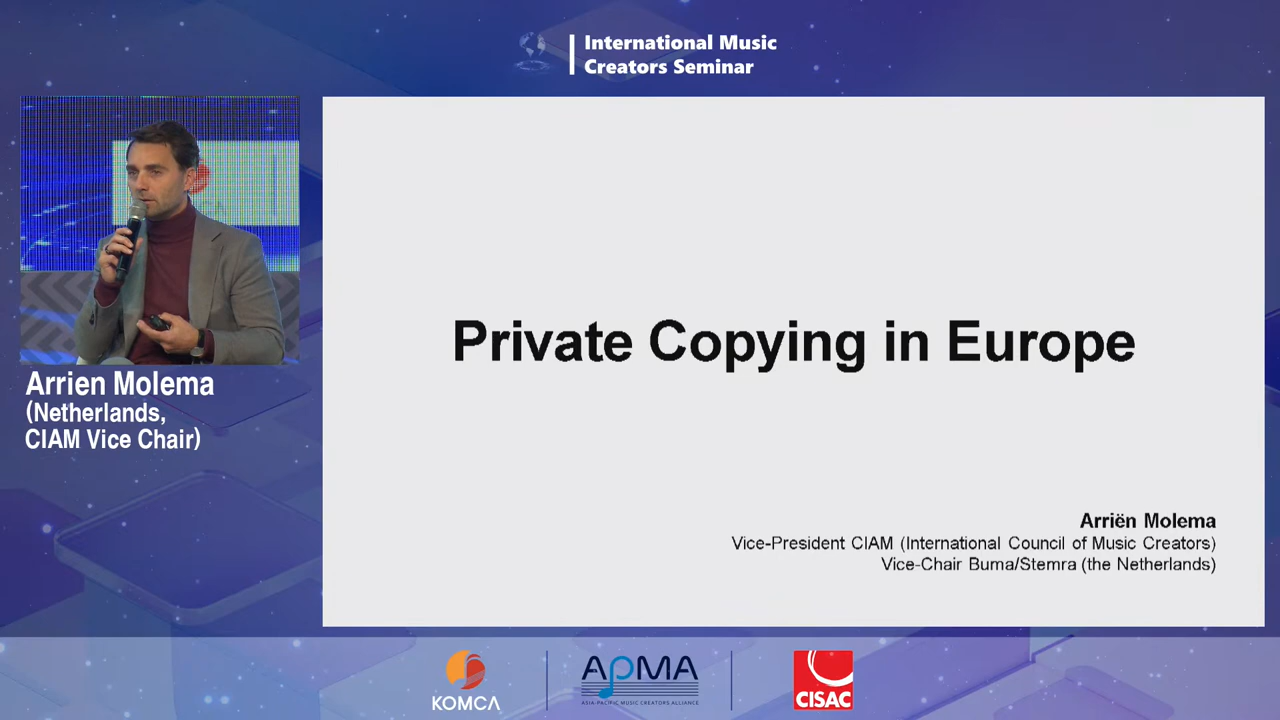 International Music
Creators Seminar
Arrien Molema
(Netherlands,
CIAM Vice Chair)
Private Copying in Europe
Arriën Molema
Vice-President CIAM (International Council of Music Creators)
Vice-Chair Buma/Stemra (the Netherlands)
KOMCA
APMA
ASIA-PACIFIC MUSIC CREATORS ALLIANCE
CISAC